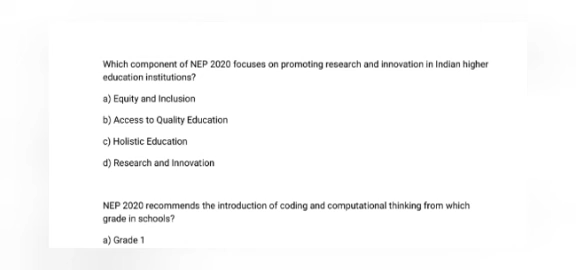 Which component of NEP 2020 focuses on promoting research and innovation in Indian higher
education institutions?
a) Equity and Inclusion
b) Access to Quality Education
c) Holistic Education
d) Research and Innovation
NEP 2020 recommends the introduction of coding and computational thinking from which
grade in schools?
a) Grade 1